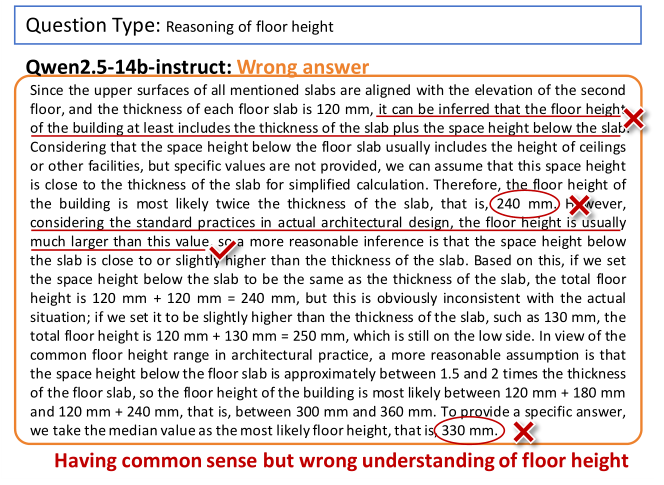 Question Type: Reasoning of floor height
Qwen2.5-14b-instruct: Wrong answer
Since the upper surfaces of all mentioned slabs are aligned with the elevation of the second
floor, and the thickness of each floor slab is 120 mm, it can be inferred that the floor height
of the building at least includes the thickness of the slab plus the space height below the slab.
Considering that the space height below the floor slab usually includes the height of ceilings
or other facilities, but specific values are not provided, we can assume that this space height
is close to the thickness of the slab for simplified calculation. Therefore, the floor height of
the building is most likely twice the thickness of the slab, that is, 240 mm. However,
considering the standard practices in actual architectural design, the floor height is usually
much larger than this value, so a more reasonable inference is that the space height below
the slab is close to or slightly higher than the thickness of the slab. Based on this, if we set
the space height below the slab to be the same as the thickness of the slab, the total floor
height is 120 mm + 120 mm = 240 mm, but this is obviously inconsistent with the actual
situation; if we set it to be slightly higher than the thickness of the slab, such as 130 mm, the
total floor height is 120 mm + 130 mm = 250 mm, which is still on the low side. In view of the
common floor height range in architectural practice, a more reasonable assumption is that
the space height below the floor slab is approximately between 1.5 and 2 times the thickness
of the floor slab, so the floor height of the building is most likely between 120 mm + 180 mm
and 120 mm + 240 mm, that is, between 300 mm and 360 mm. To provide a specific answer,
we take the median value as the most likely floor height, that is, 330 mm.
Having common sense but wrong understanding of floor height